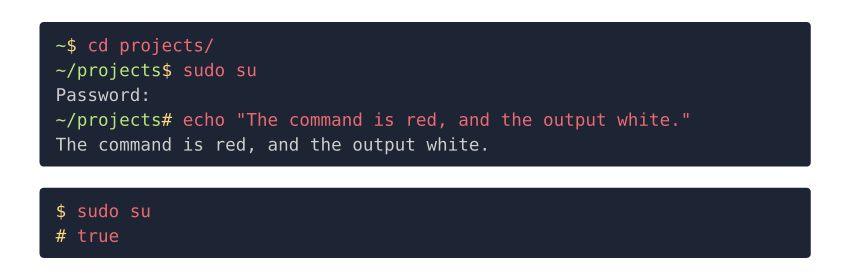 ~$ cd projects/
~/projects$ sudo su
Password:
~/projects# echo "The command is red, and the output white."
The command is red, and the output white.
$ sudo su
# true